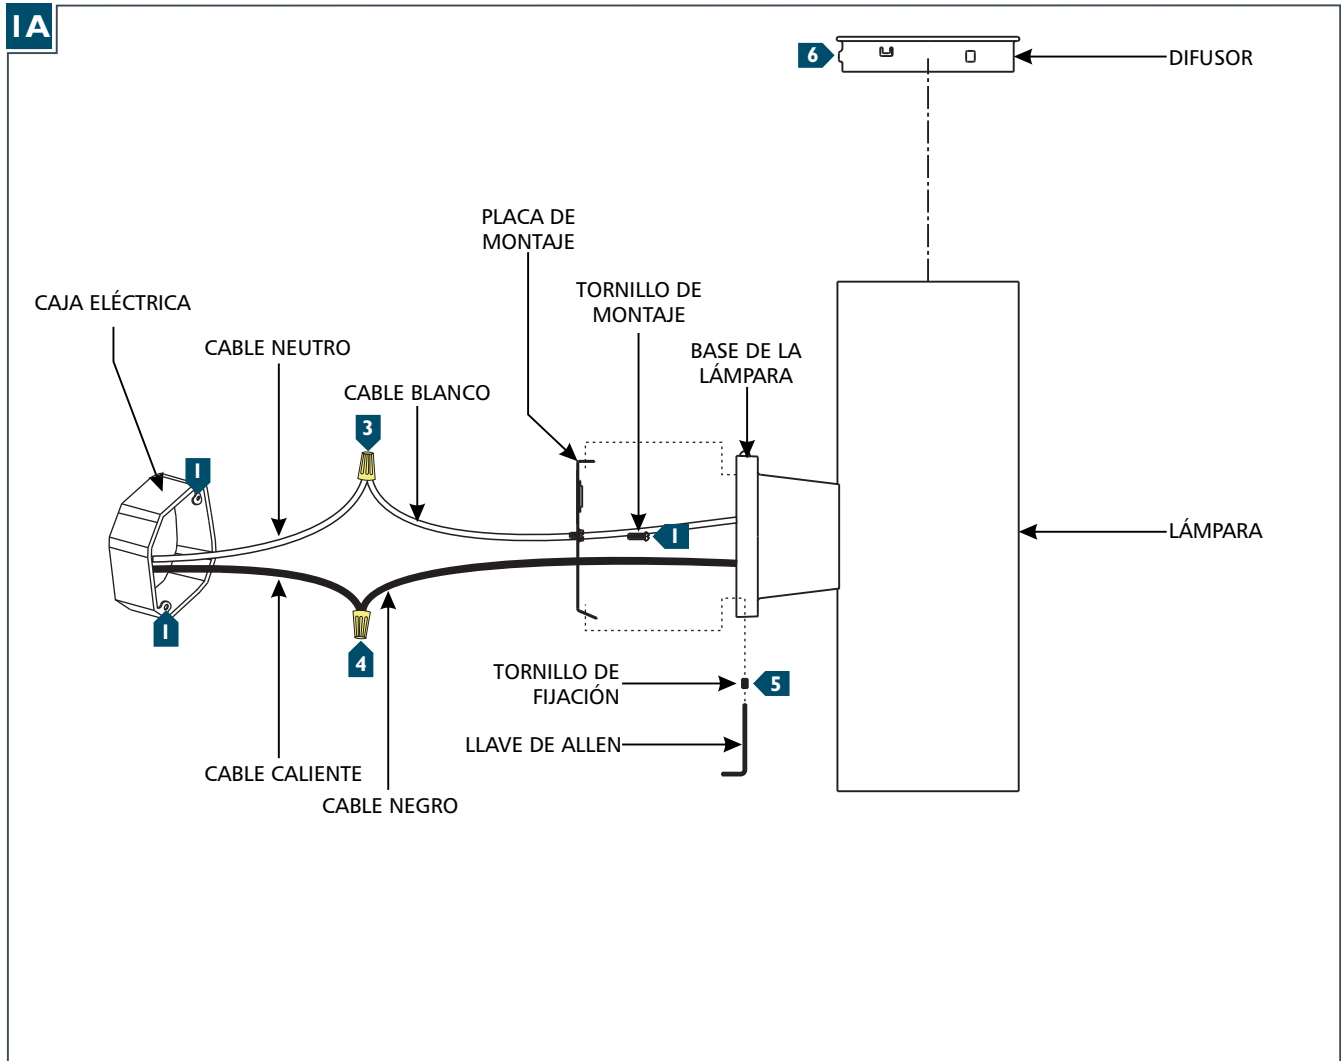 1A
6
DIFUSOR
PLACA DE
MONTAJE
TORNILLO DE
MONTAJE
CAJA ELÉCTRICA
CABLE NEUTRO
BASE DE LA
LÁMPARA
CABLE BLANCO
3
1
1
LÁMPARA
1
4
TORNILLO DE
FIJACIÓN
5
LLAVE DE ALLEN
CABLE CALIENTE
CABLE NEGRO